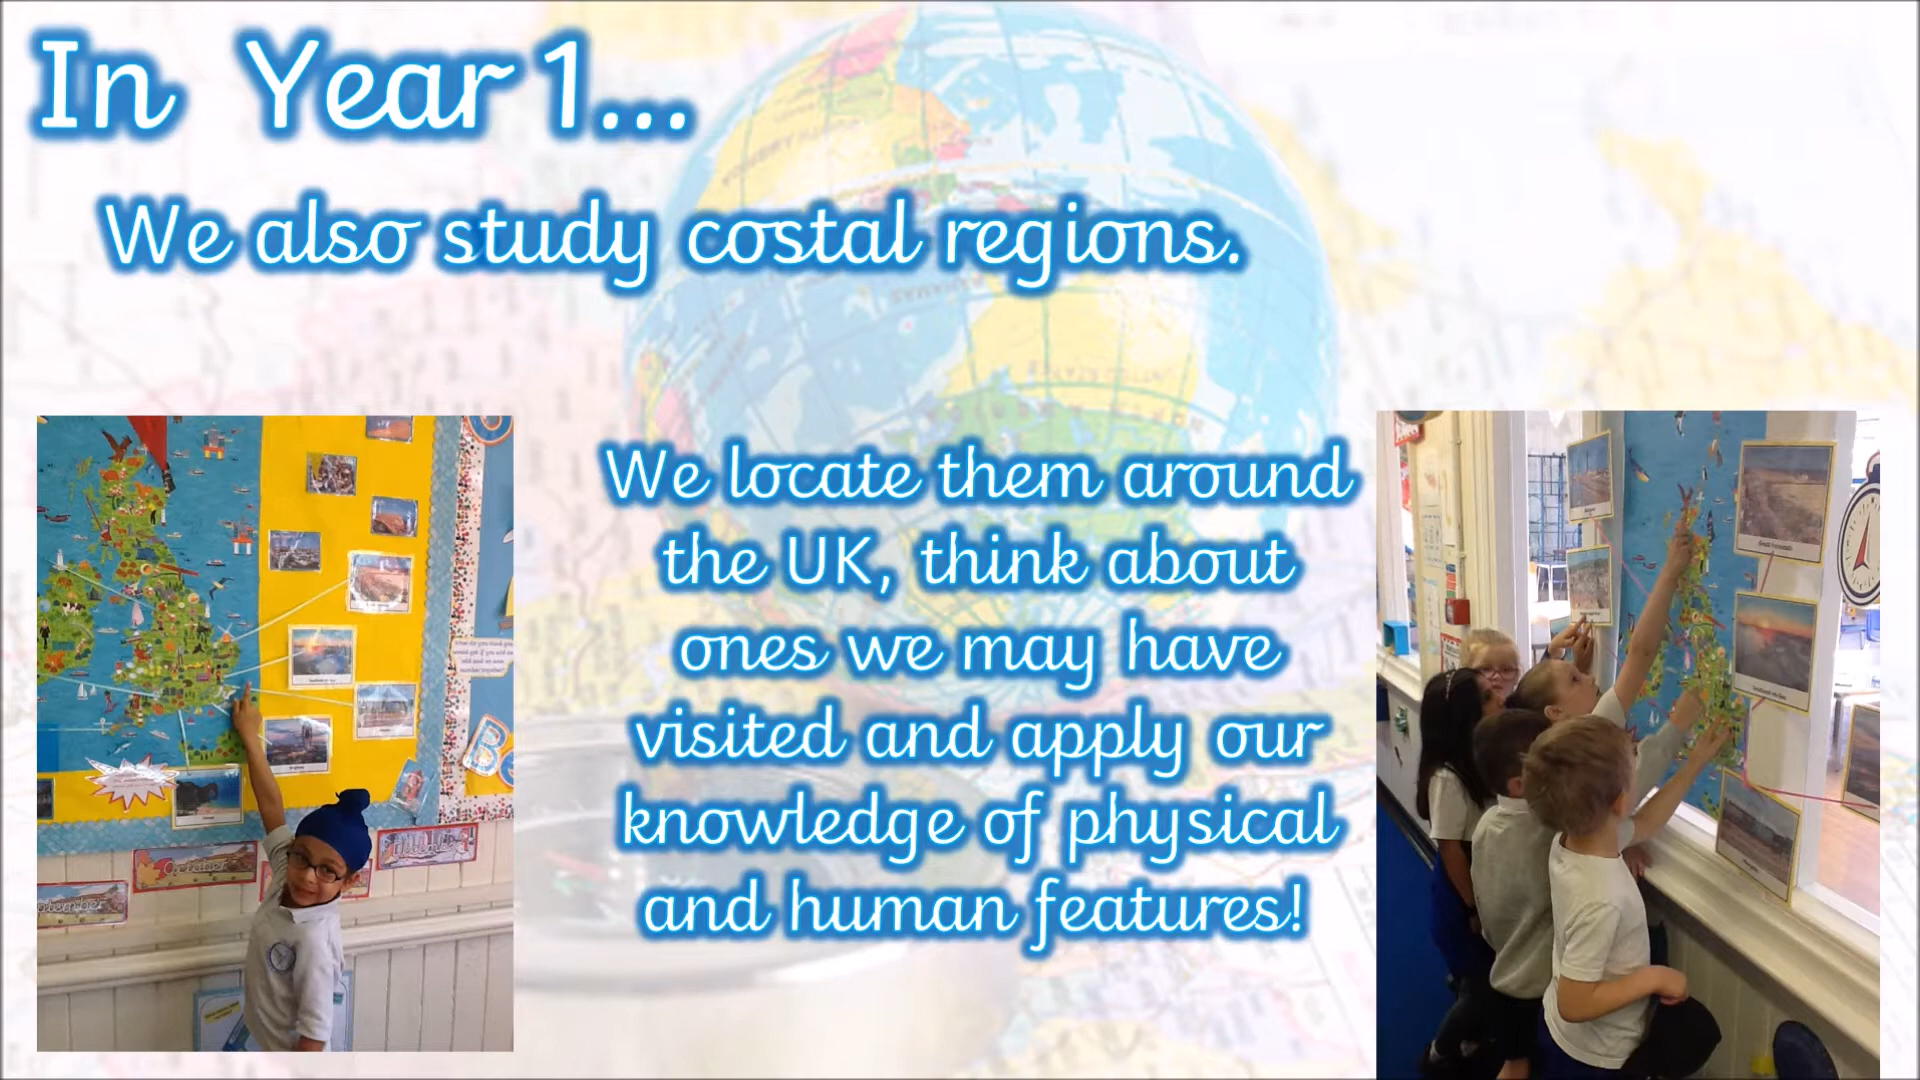 In Year 1...
We also study costal regions.
We locate them around
the UK, think about
ones we may have
visited and apply our
knowledge of physical
and human features!